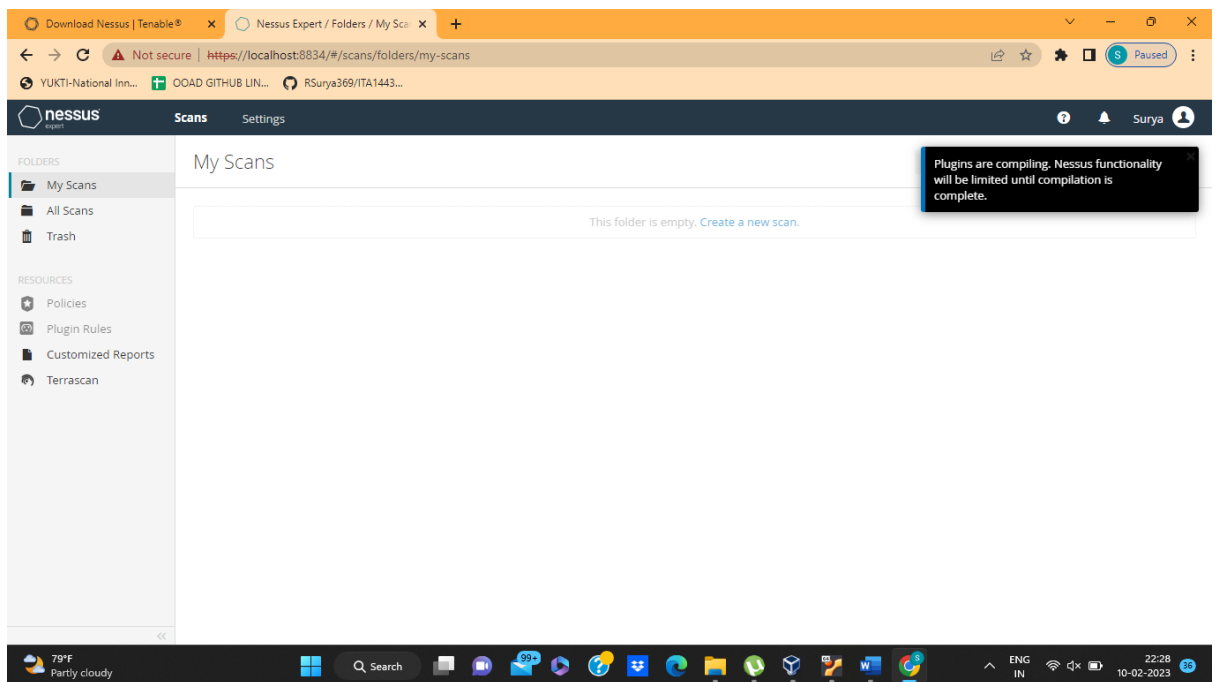 Download Nessus | Tenable®
Nessus Expert / Folders / My Sca
Not secure | https://localhost:8834/#/scans/folders/my-scans
S Paused
YUKTI-National Inn...
OOAD GITHUB LIN...
RSurya369/ITA1443...
nessus
expert
Scans
Settings
Surya
FOLDERS
My Scans
All Scans
Trash
RESOURCES
Policies
Plugin Rules
Customized Reports
Terrascan
My Scans
Plugins are compiling. Nessus functionality
will be limited until compilation is
complete.
This folder is empty. Create a new scan.
79°F
Partly cloudy
Search
99+
ENG
IN
22:28
10-02-2023
36